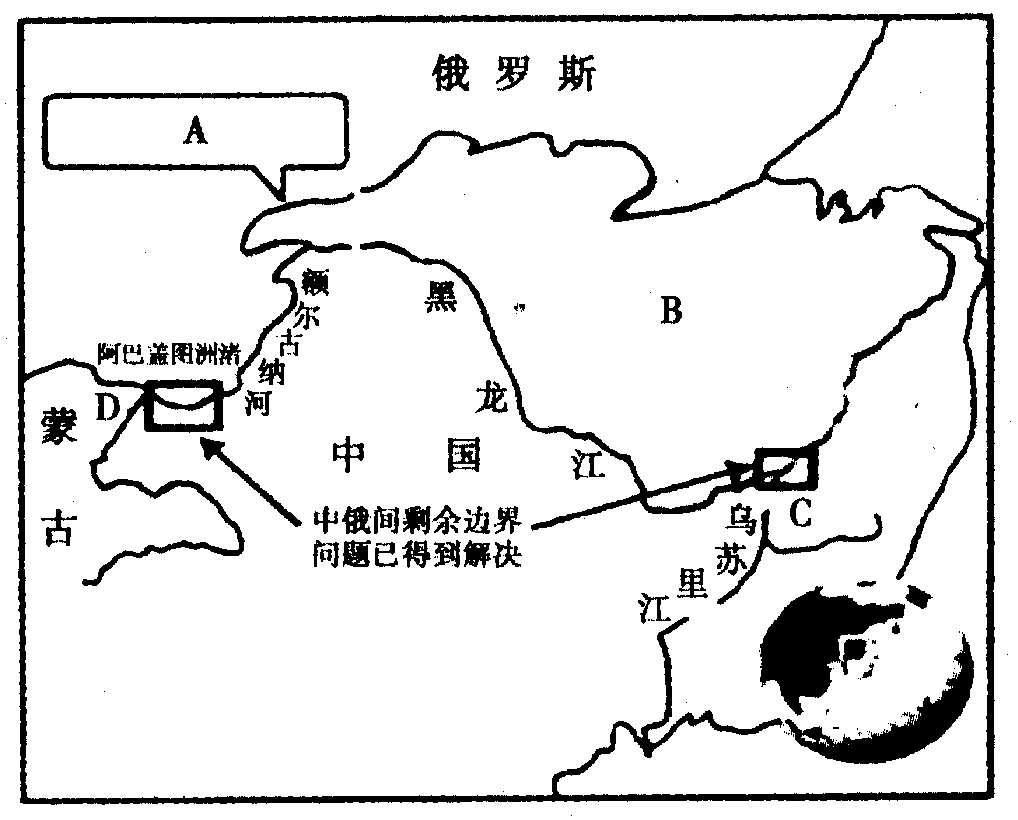 俄罗斯
A
额尔古纳河
黑龙江
B
阿巴盖图洲渚
D
蒙古
中国
中俄间剩余边界
问题已得到解决
乌苏里江
C